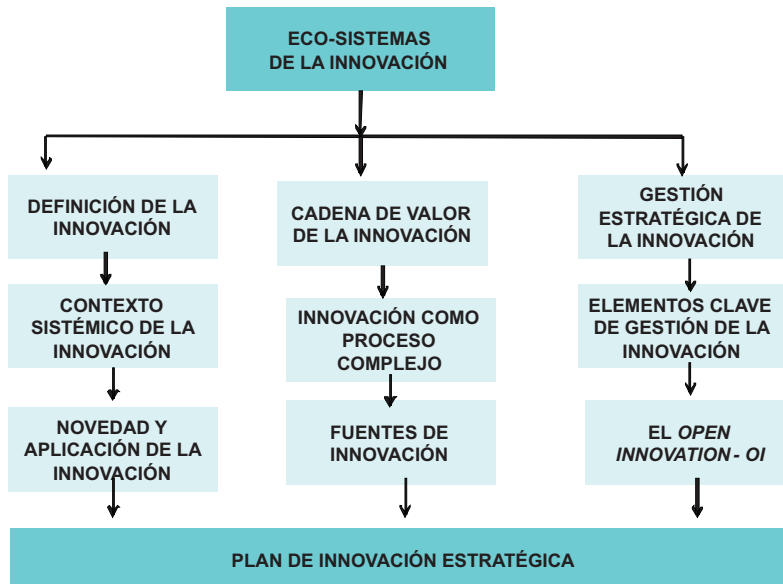 ECO-SISTEMAS
DE LA INNOVACIÓN
DEFINICIÓN DE LA
INNOVACIÓN
CADENA DE VALOR
DE LA INNOVACIÓN
GESTIÓN
ESTRATÉGICA DE
LA INNOVACIÓN
CONTEXTO
SISTÉMICO DE LA
INNOVACIÓN
INNOVACIÓN COMO
PROCESO
COMPLEJO
ELEMENTOS CLAVE
DE GESTIÓN DE LA
INNOVACIÓN
NOVEDAD Y
APLICACIÓN DE LA
INNOVACIÓN
FUENTES DE
INNOVACIÓN
EL OPEN
INNOVATION - OI
PLAN DE INNOVACIÓN ESTRATÉGICA